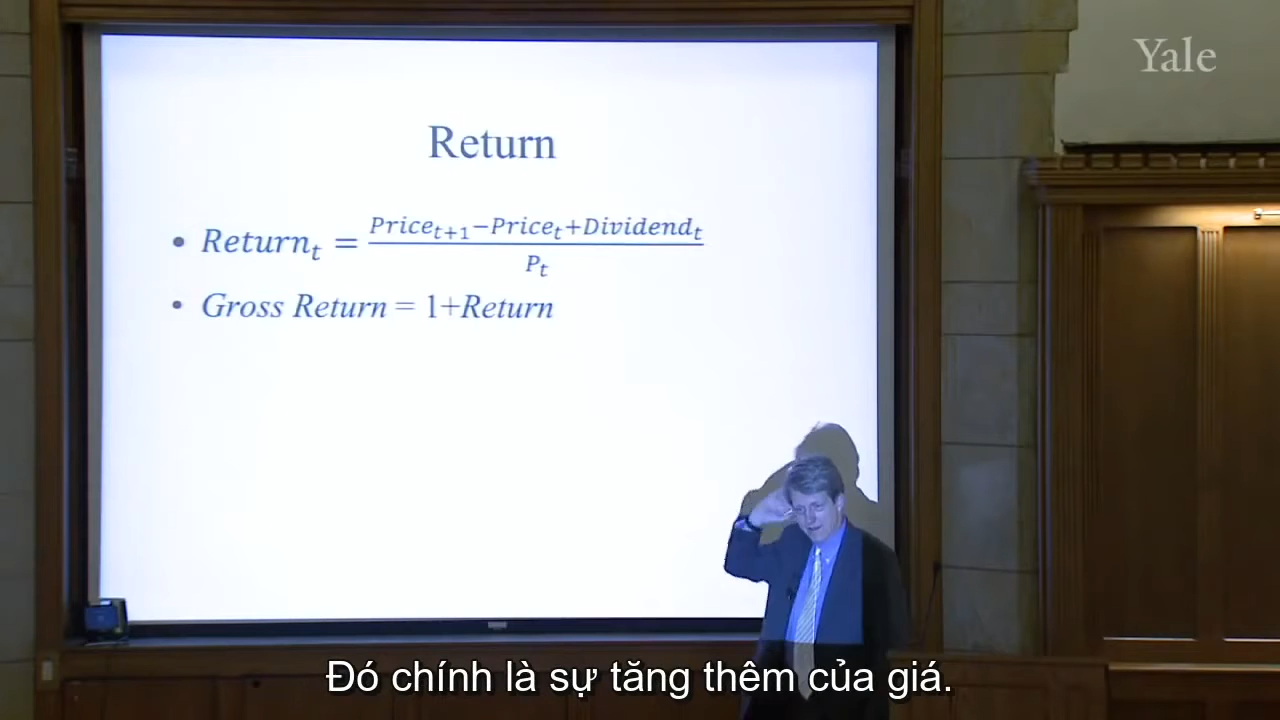 Yale
Return
• Return_t = (Price_{t+1} − Price_t + Dividend_t) / P_t
• Gross Return = 1+Return
Đó chính là sự tăng thêm của giá.